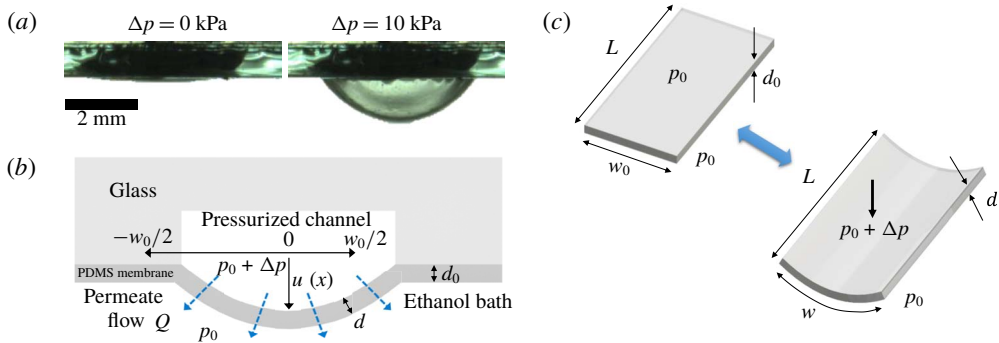 (a)
Δp = 0 kPa
Δp = 10 kPa
2 mm
(b)
Glass
Pressurized channel
−w₀/2
0
w₀/2
PDMS membrane
p₀ + Δp
u (x)
d₀
Permeate
flow Q
p₀
d
Ethanol bath
(c)
L
p₀
d₀
w₀
p₀
L
d
p₀ + Δp
w
p₀